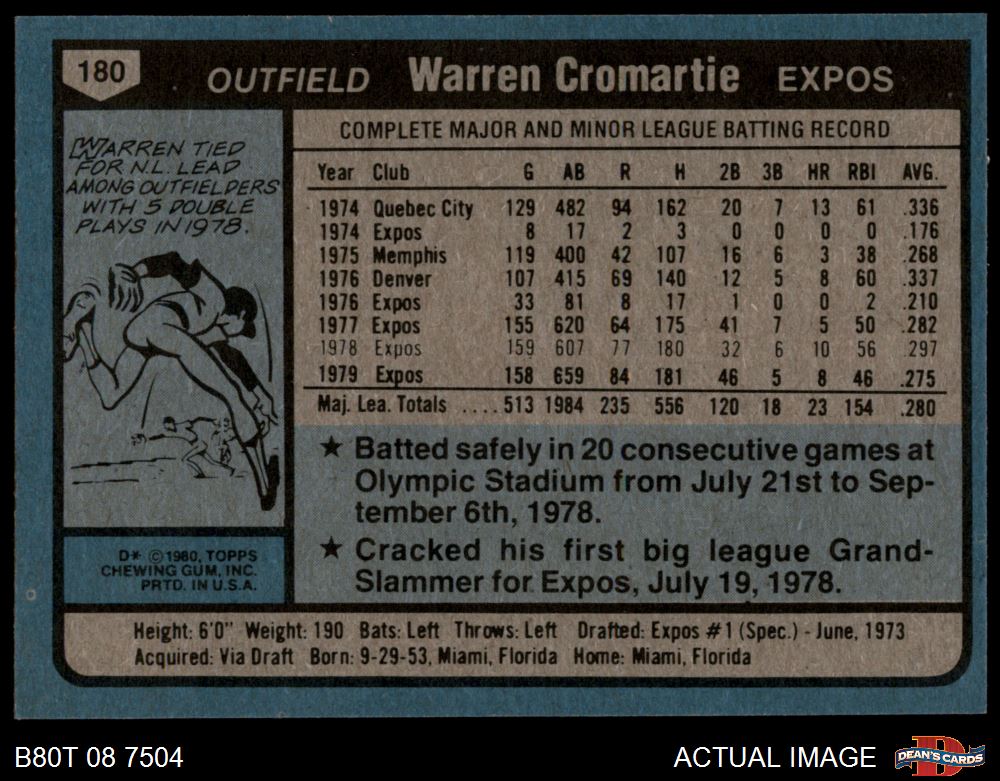 180
OUTFIELD Warren Cromartie EXPOS
WARREN TIED
FOR N.L. LEAD
AMONG OUTFIELDERS
WITH 5 DOUBLE
PLAYS IN 1978.
COMPLETE MAJOR AND MINOR LEAGUE BATTING RECORD
Year Club G AB R H 2B 3B HR RBI AVG.
1974 Quebec City 129 482 94 162 20 7 13 61 .336
1974 Expos 8 17 2 3 0 0 0 0 .176
1975 Memphis 119 400 42 107 16 6 3 38 .268
1976 Denver 107 415 69 140 12 5 8 60 .337
1976 Expos 33 81 8 17 1 0 0 2 .210
1977 Expos 155 620 64 175 41 7 5 50 .282
1978 Expos 159 607 77 180 32 6 10 56 .297
1979 Expos 158 659 84 181 46 5 8 46 .275
Maj. Lea. Totals ....513 1984 235 556 120 18 23 154 .280
★ Batted safely in 20 consecutive games at
Olympic Stadium from July 21st to Sep-
tember 6th, 1978.
★ Cracked his first big league Grand-
Slammer for Expos, July 19, 1978.
D* © 1980, TOPPS
CHEWING GUM, INC.
PRTD. IN U.S.A.
Height: 6'0" Weight: 190 Bats: Left Throws: Left Drafted: Expos #1 (Spec.) - June, 1973
Acquired: Via Draft Born: 9-29-53, Miami, Florida Home: Miami, Florida
B80T 08 7504
ACTUAL IMAGE
D
DEAN'S CARDS